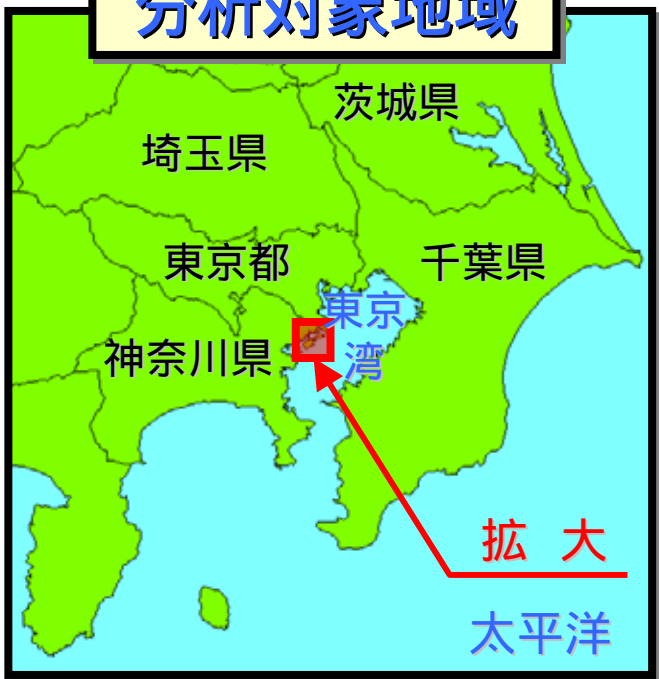 分析対象地域
茨城県
埼玉県
東京都
千葉県
東京
湾
神奈川県
拡 大
太平洋